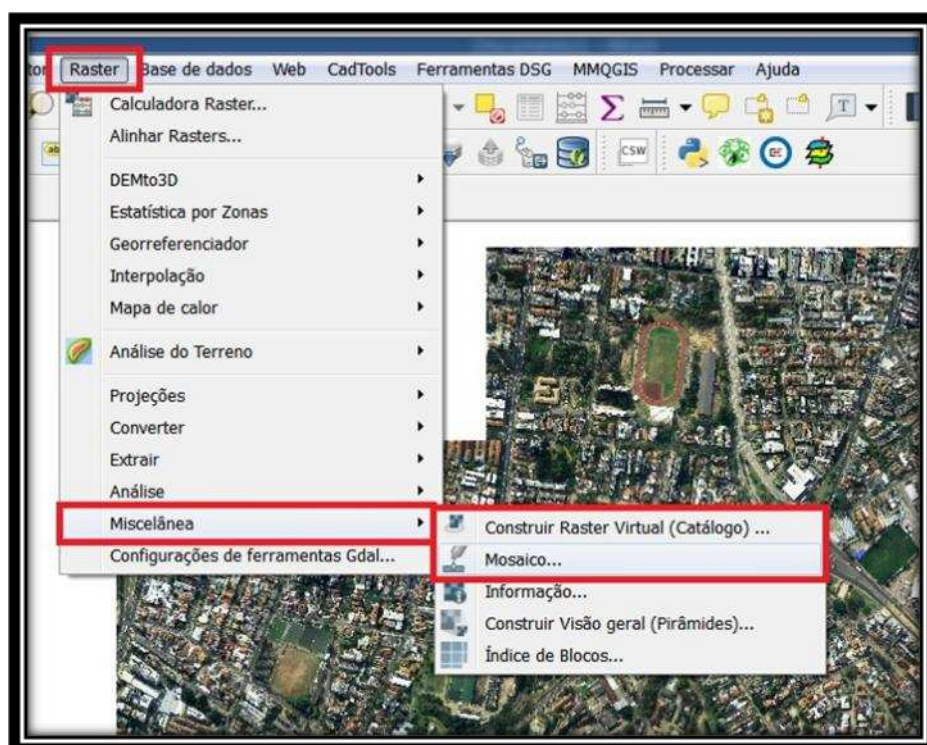 Raster Base de dados Web CadTools Ferramentas DSG MMQGIS Processar Ajuda
Calculadora Raster...
Alinhar Rasters...
CSW
DEMto3D
Estatística por Zonas
Georreferenciador
Interpolação
Mapa de calor
Análise do Terreno
Projeções
Converter
Extrair
Análise
Miscelânea
Configurações de ferramentas Gdal...
Construir Raster Virtual (Catálogo) ...
Mosaico...
Informação...
Construir Visão geral (Pirâmides)...
Índice de Blocos...